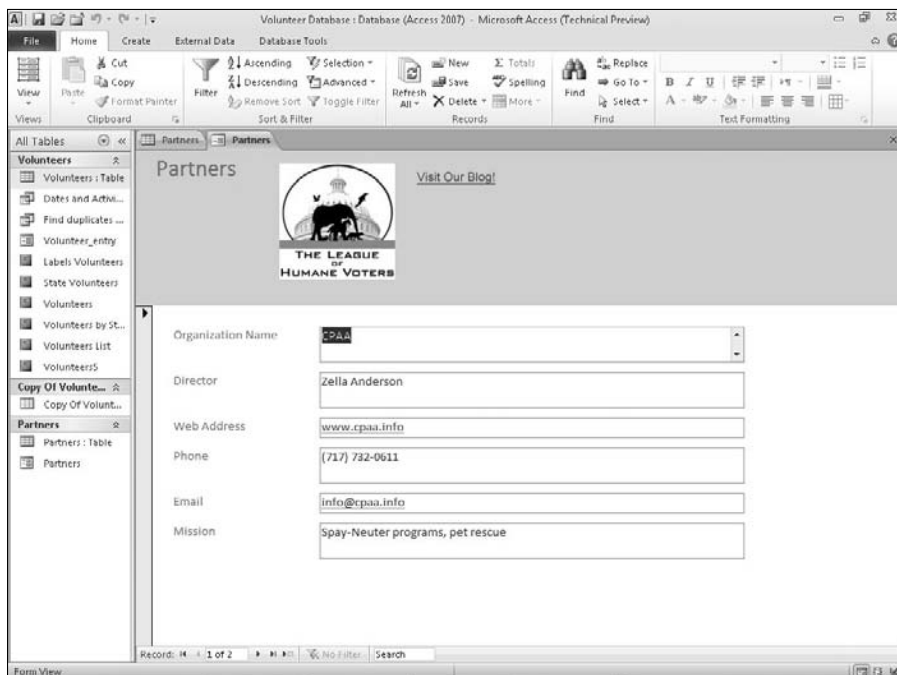 Volunteer Database : Database (Access 2007) - Microsoft Access (Technical Preview)
File Home Create External Data Database Tools
View
Views
Paste
Cut
Copy
Format Painter
Clipboard
Filter
Ascending
Descending
Remove Sort
Selection
Advanced
Toggle Filter
Sort & Filter
Refresh All
New
Save
Delete
Totals
Spelling
More
Records
Find
Replace
Go To
Select
Find
B I U
A
Text Formatting
All Tables
Volunteers
Volunteers : Table
Dates and Activi...
Find duplicates ...
Volunteer_entry
Labels Volunteers
State Volunteers
Volunteers
Volunteers by St...
Volunteers List
Volunteers5
Copy Of Volunte...
Copy Of Volunt...
Partners
Partners : Table
Partners
Partners Partners
Partners
THE LEAGUE
OF
HUMANE VOTERS
Visit Our Blog!
Organization Name CPAA
Director Zella Anderson
Web Address www.cpaa.info
Phone (717) 732-0611
Email info@cpaa.info
Mission Spay-Neuter programs, pet rescue
Record: 1 of 2 No Filter Search
Form View